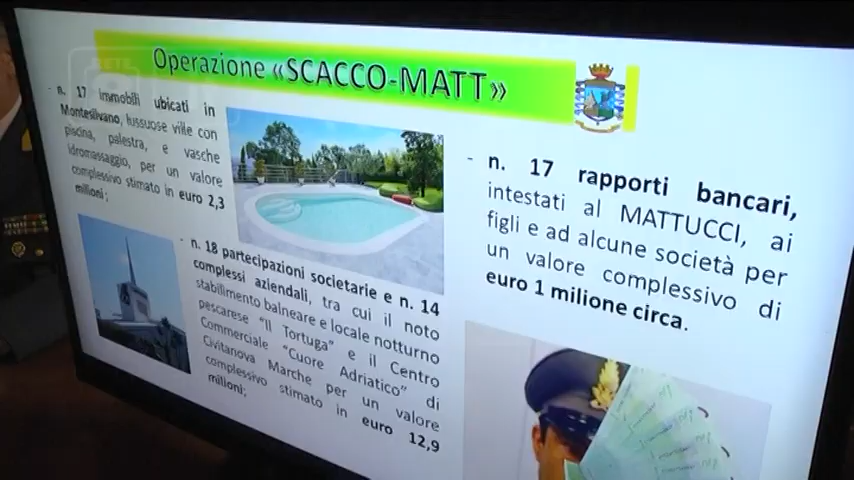 Operazione «SCACCO-MATT»
- n. 17 immobili ubicati in
Montesilvano, lussuose ville con
piscina, palestra, e vasche
idromassaggio, per un valore
complessivo stimato in euro 2,3
milioni;
- n. 18 partecipazioni societarie e n. 14
complessi aziendali, tra cui il noto
stabilimento balneare e locale notturno
pescarese "Il Tortuga" e il Centro
Commerciale "Cuore Adriatico" di
Civitanova Marche per un valore
complessivo stimato in euro 12,9
milioni;
- n. 17 rapporti bancari,
intestati al MATTUCCI, ai
figli e ad alcune società per
un valore complessivo di
euro 1 milione circa.